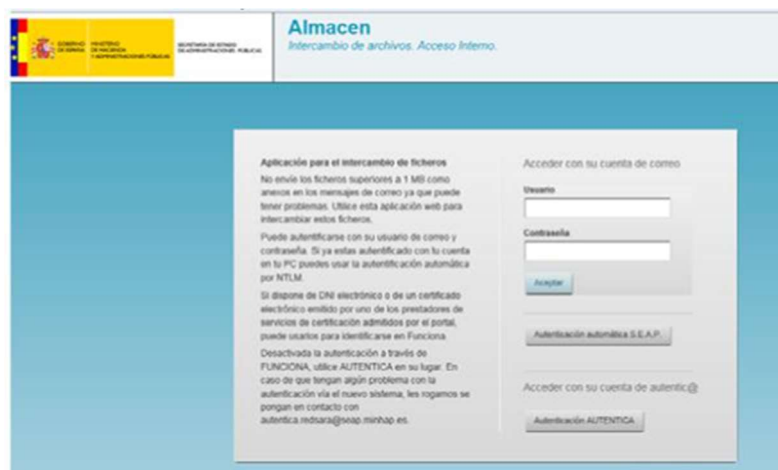 GOBIERNO
DE ESPAÑA
MINISTERIO
DE HACIENDA
Y ADMINISTRACIONES PÚBLICAS
SECRETARÍA DE ESTADO
DE ADMINISTRACIONES PÚBLICAS
Almacen
Intercambio de archivos. Acceso Interno.
Aplicación para el intercambio de ficheros
No envíe los ficheros superiores a 1 MB como
anexos en los mensajes de correo ya que puede
tener problemas. Utilice esta aplicación web para
intercambiar estos ficheros.
Puede autentificarse con su usuario de correo y
contraseña. Si ya estas autentificado con tu cuenta
en tu PC puedes usar la autentificación automática
por NTLM.
Si dispone de DNI electrónico o de un certificado
electrónico emitido por uno de los prestadores de
servicios de certificación admitidos por el portal,
puede usarlos para identificarse en Funciona.
Desactivada la autenticación a través de
FUNCIONA, utilice AUTENTICA en su lugar. En
caso de que tengan algún problema con la
autenticación vía el nuevo sistema, les rogamos se
pongan en contacto con
autentica.redsara@seap.minhap.es.
Acceder con su cuenta de correo
Usuario
Contraseña
Aceptar
Autenticación automática S.E.A.P.
Acceder con su cuenta de autentic@
Autenticación AUTENTICA